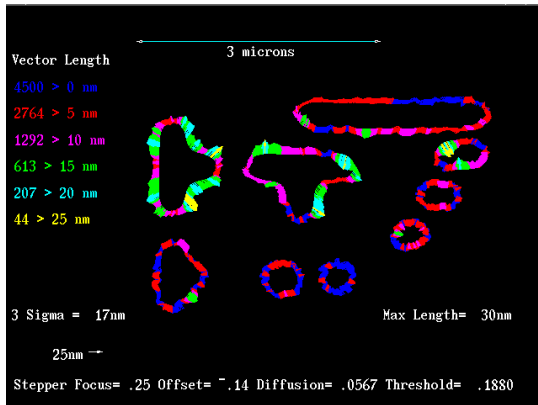 3 microns
Vector Length
4500 > 0 nm
2764 > 5 nm
1292 > 10 nm
613 > 15 nm
207 > 20 nm
44 > 25 nm
3 Sigma = 17nm
Max Length= 30nm
25nm
Stepper Focus= .25 Offset= ‾.14 Diffusion= .0567 Threshold= .1880